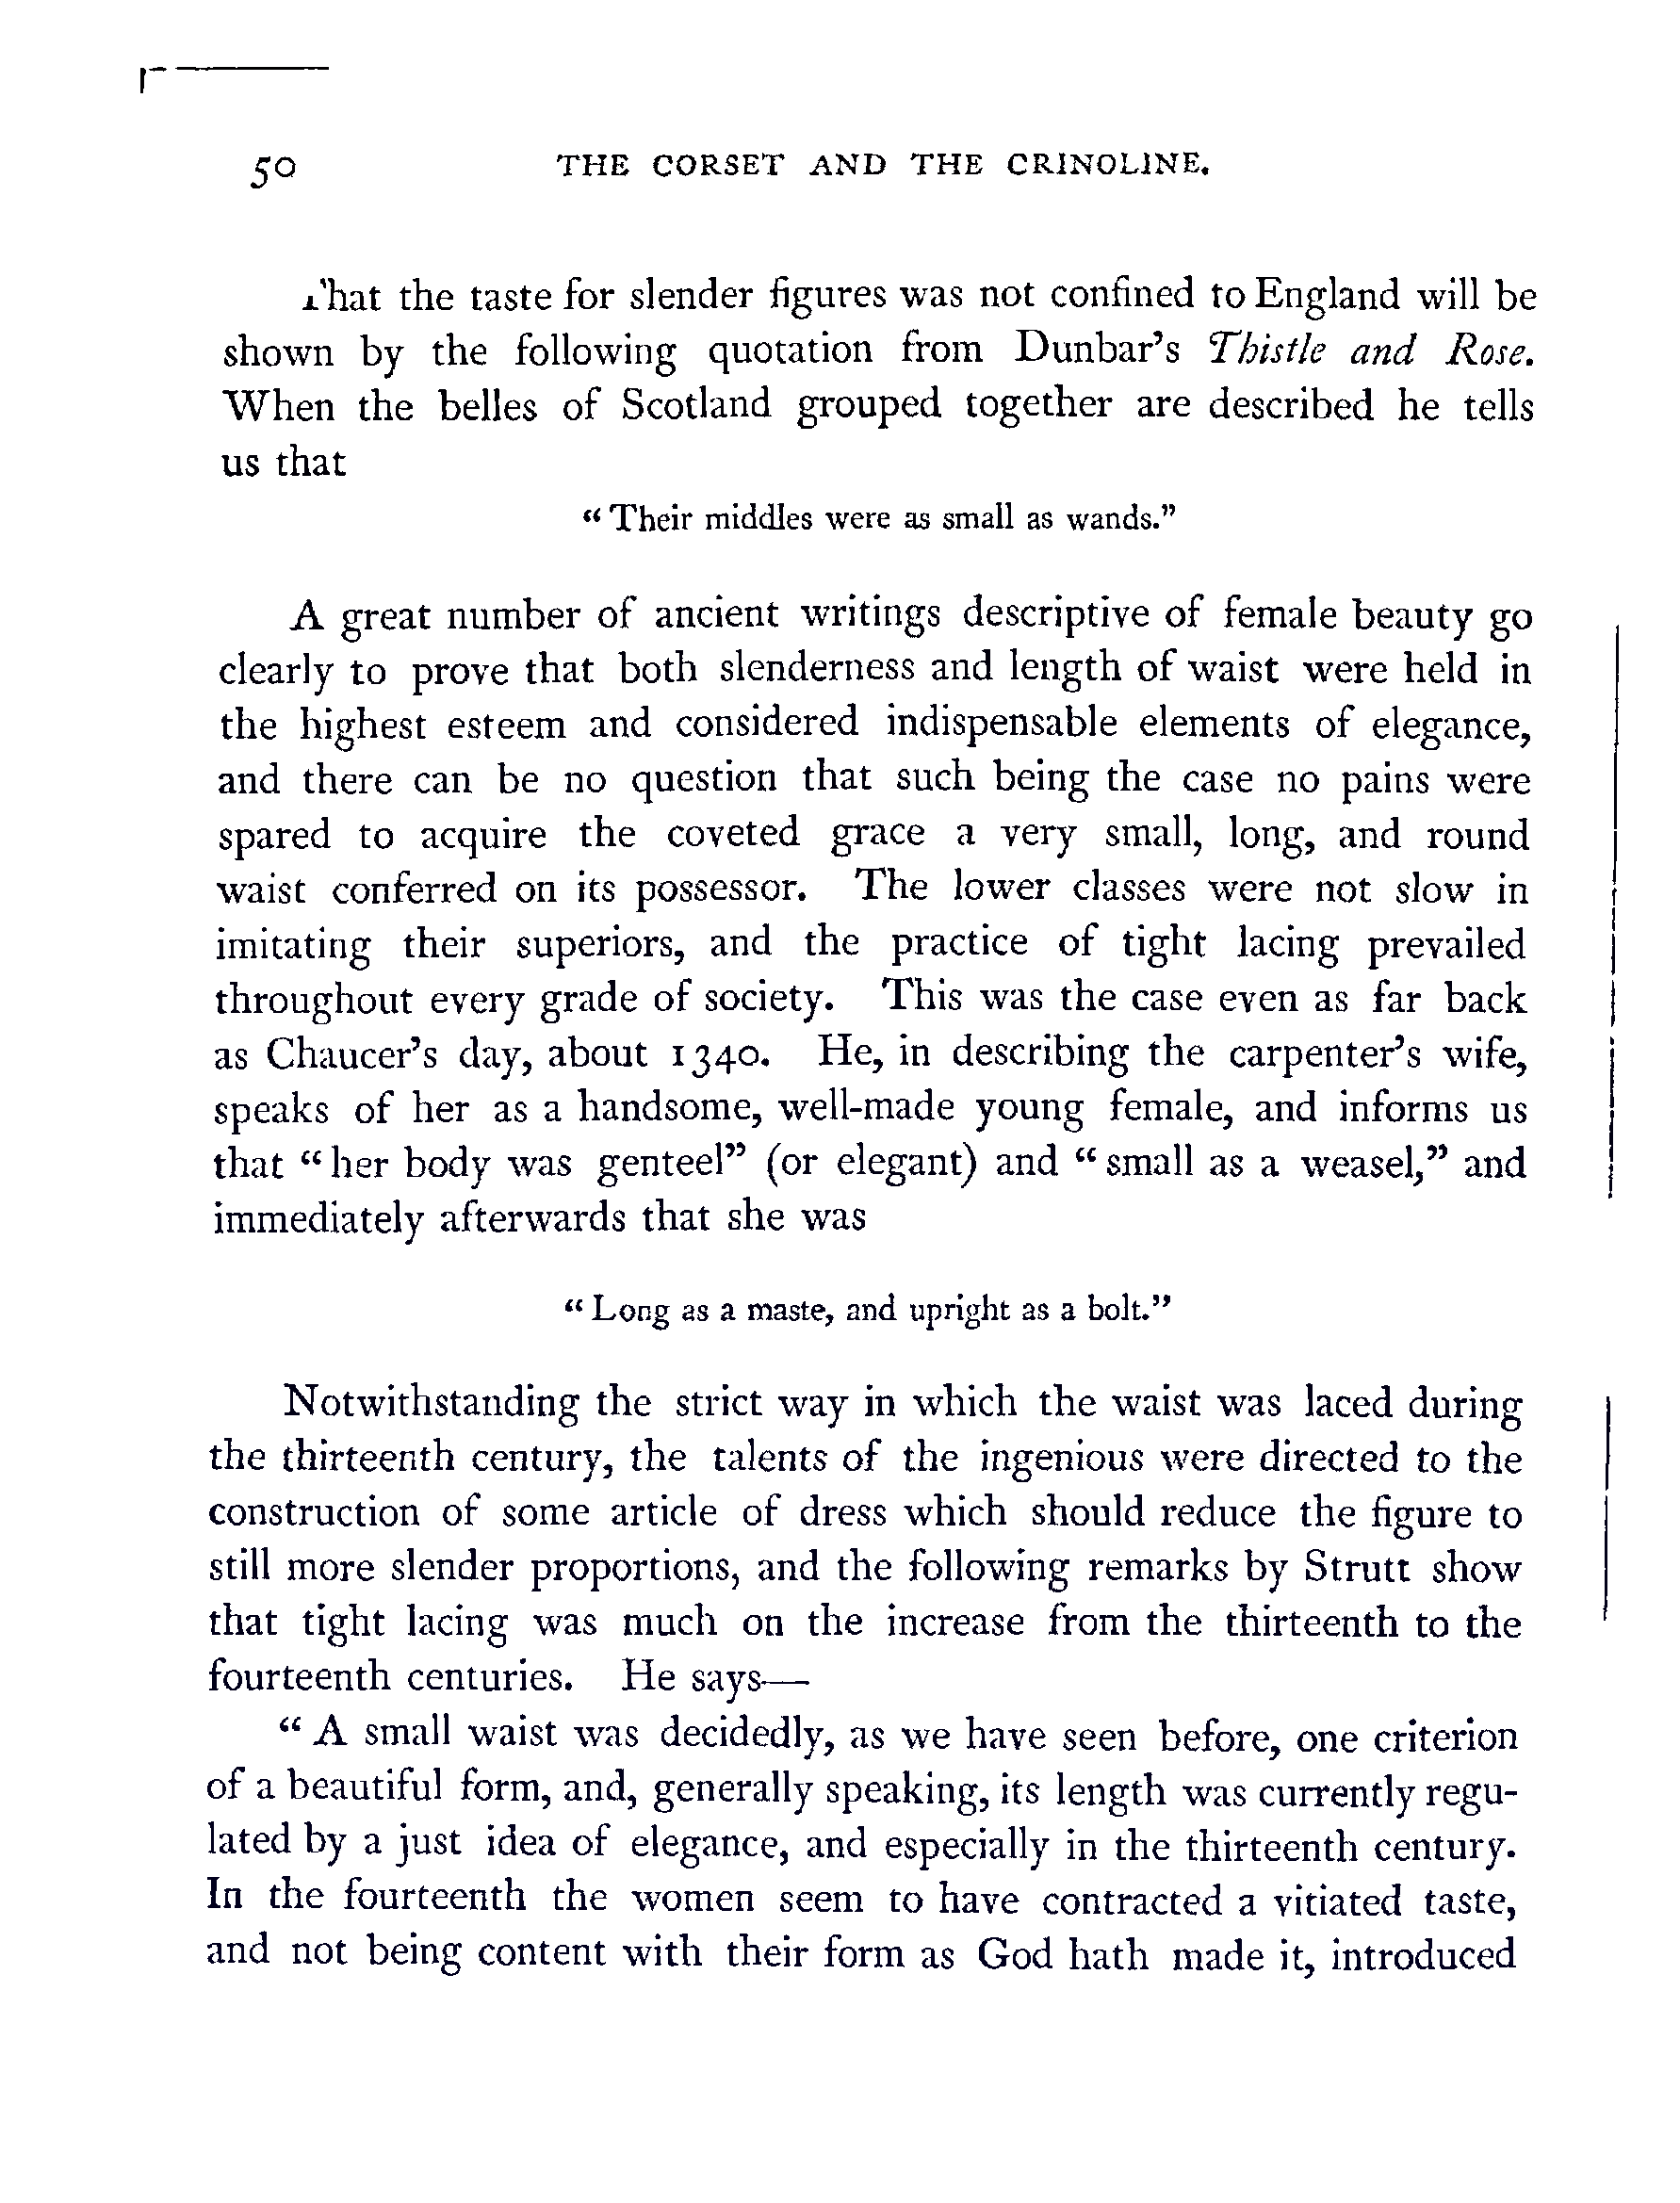 50 THE CORSET AND THE CRINOLINE.
That the taste for slender figures was not confined to England will be
shown by the following quotation from Dunbar's Thistle and Rose.
When the belles of Scotland grouped together are described he tells
us that
“ Their middles were as small as wands.”
A great number of ancient writings descriptive of female beauty go
clearly to prove that both slenderness and length of waist were held in
the highest esteem and considered indispensable elements of elegance,
and there can be no question that such being the case no pains were
spared to acquire the coveted grace a very small, long, and round
waist conferred on its possessor. The lower classes were not slow in
imitating their superiors, and the practice of tight lacing prevailed
throughout every grade of society. This was the case even as far back
as Chaucer’s day, about 1340. He, in describing the carpenter’s wife,
speaks of her as a handsome, well-made young female, and informs us
that “ her body was genteel” (or elegant) and “ small as a weasel,” and
immediately afterwards that she was
“ Long as a maste, and upright as a bolt.”
Notwithstanding the strict way in which the waist was laced during
the thirteenth century, the talents of the ingenious were directed to the
construction of some article of dress which should reduce the figure to
still more slender proportions, and the following remarks by Strutt show
that tight lacing was much on the increase from the thirteenth to the
fourteenth centuries. He says—
“ A small waist was decidedly, as we have seen before, one criterion
of a beautiful form, and, generally speaking, its length was currently regu-
lated by a just idea of elegance, and especially in the thirteenth century.
In the fourteenth the women seem to have contracted a vitiated taste,
and not being content with their form as God hath made it, introduced